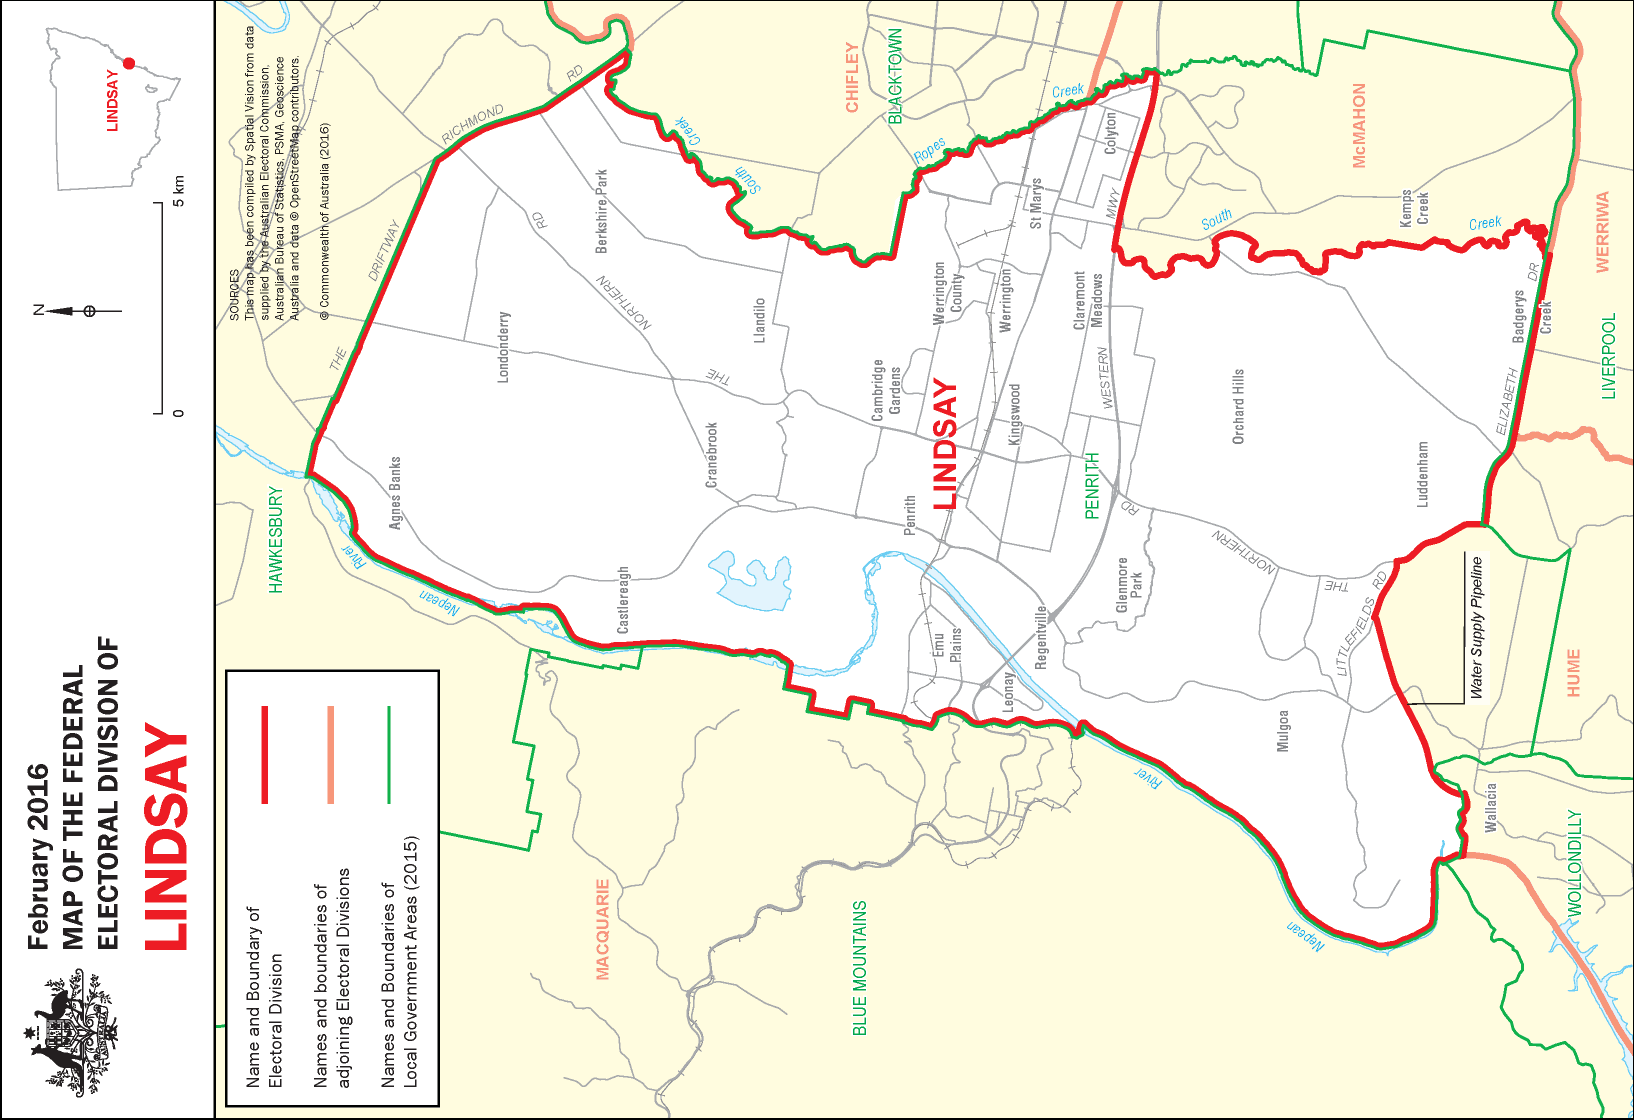 February 2016
MAP OF THE FEDERAL
ELECTORAL DIVISION OF
LINDSAY
N
0
5 km
LINDSAY
SOURCES
This map has been compiled by Spatial Vision from data
supplied by the Australian Electoral Commission,
Australian Bureau of Statistics, PSMA, Geoscience
Australia and data © OpenStreetMap contributors.
© Commonwealth of Australia (2016)
Name and Boundary of
Electoral Division
Names and boundaries of
adjoining Electoral Divisions
Names and Boundaries of
Local Government Areas (2015)
HAWKESBURY
River
Nepean
Agnes Banks
THE
DRIFTWAY
RICHMOND
RD
Londonderry
THE
NORTHERN
RD
Berkshire Park
Creek
South
Castlereagh
Cranebrook
Llandilo
CHIFLEY
BLACKTOWN
Ropes
Creek
MACQUARIE
BLUE MOUNTAINS
Penrith
Cambridge
Gardens
Werrington
County
LINDSAY
Emu
Plains
Leonay
Regentville
Kingswood
Werrington
St Marys
Colyton
PENRITH
Claremont
Meadows
WESTERN
MWY
Glenmore
Park
RD
NORTHERN
THE
River
Mulgoa
Orchard Hills
South
Creek
McMAHON
Kemps
Creek
Nepean
LITTLEFIELDS
RD
Luddenham
Water Supply Pipeline
Wallacia
ELIZABETH
DR
Badgerys
Creek
WOLLONDILLY
HUME
LIVERPOOL
WERRIWA